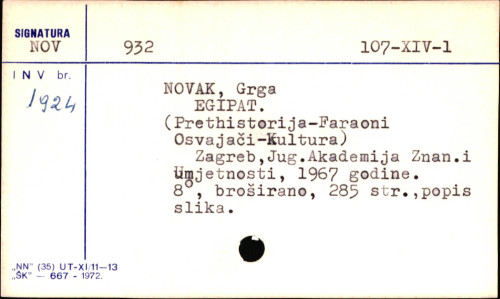 SIGNATURA
NOV 932 107-XIV-1
INV br.
1924
NOVAK, Grga
EGIPAT.
(Prethistorija-Faraoni
Osvajači-Kultura)
Zagreb,Jug.Akademija Znan.i
Umjetnosti, 1967 godine.
8°, broširano, 285 str.,popis
slika.
„NN" (35) UT-XI/11—13
„ŠK" — 667 - 1972.